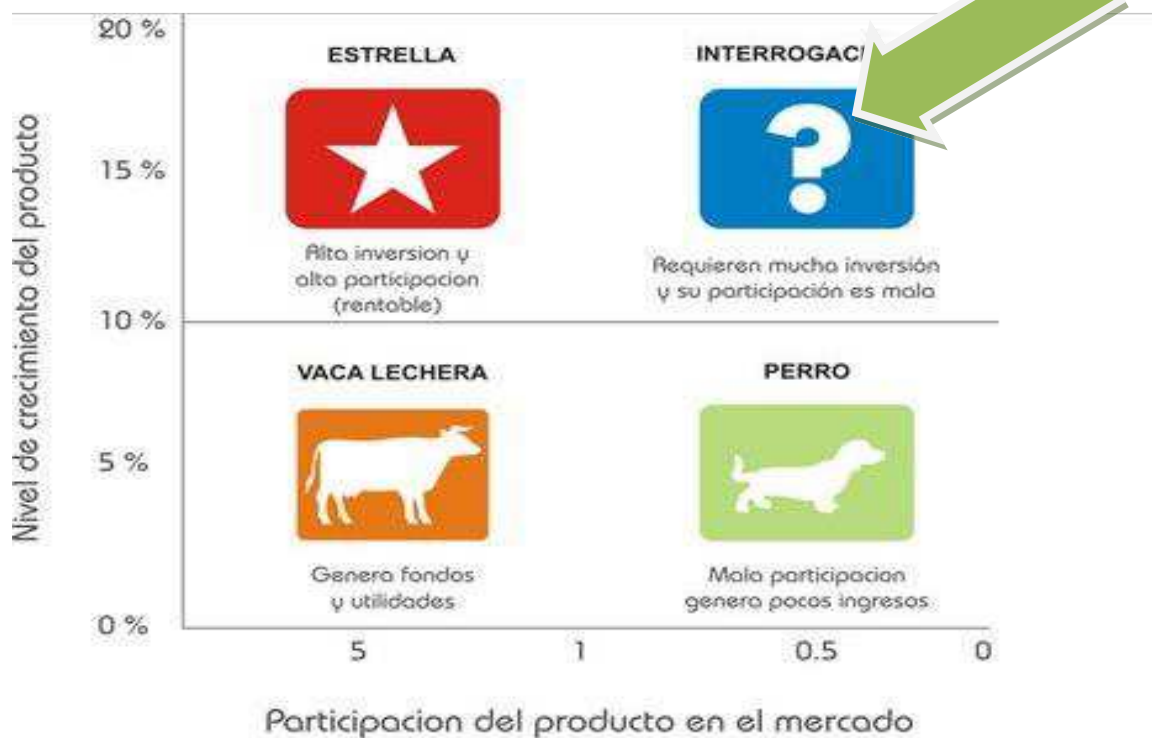 20 %
ESTRELLA
INTERROGACI
15 %
Nivel de crecimiento del producto
Alta inversion y
alta participacion
(rentable)
Requieren mucha inversión
y su participación es mala
10 %
VACA LECHERA
PERRO
5 %
Genera fondos
y utilidades
Mala participacion
genera pocos ingresos
0 %
5
1
0.5
0
Participacion del producto en el mercado